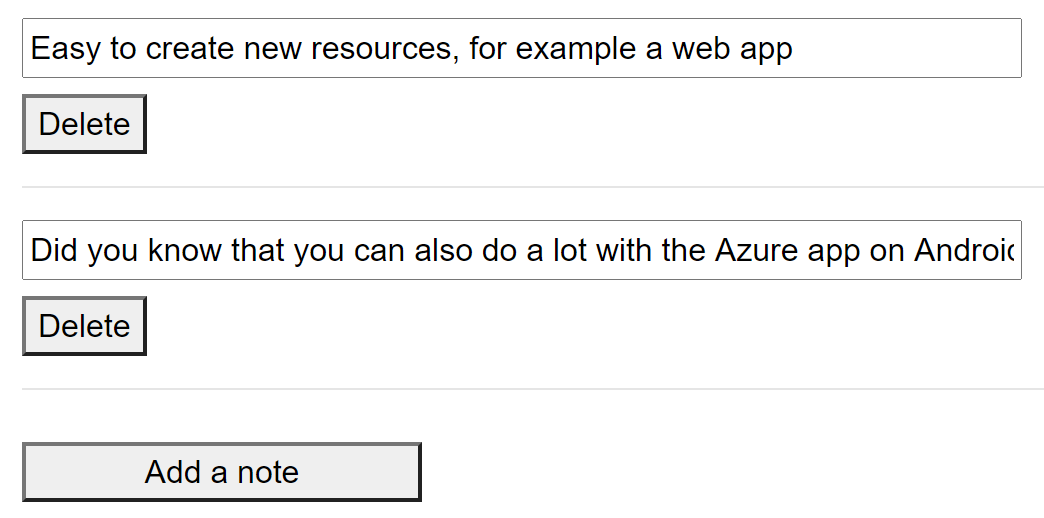 Easy to create new resources, for example a web app
Delete
Did you know that you can also do a lot with the Azure app on
Delete
Add a note